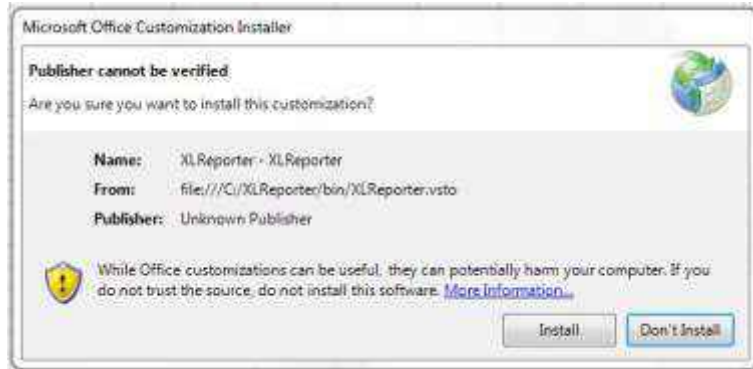 Microsoft Office Customization Installer
Publisher cannot be verified
Are you sure you want to install this customization?
Name: XLReporter - XLReporter
From: file:///C:/XLReporter/bin/XLReporter.vsto
Publisher: Unknown Publisher
While Office customizations can be useful, they can potentially harm your computer. If you
do not trust the source, do not install this software. More Information...
Install Don't Install